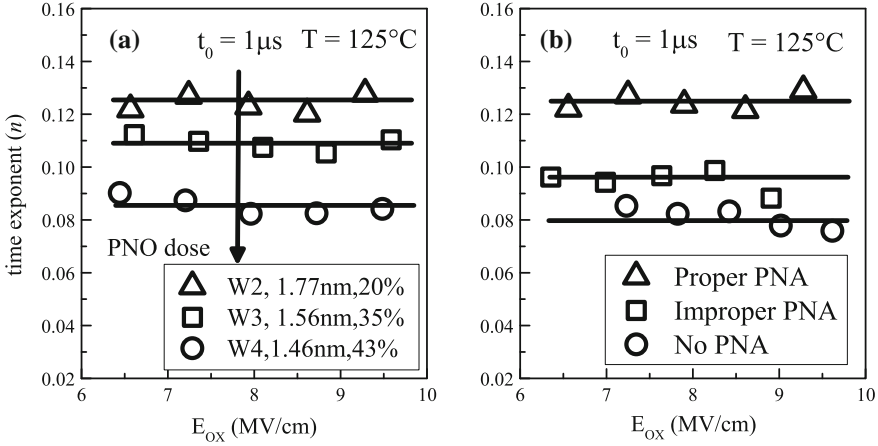 (a) t0 = 1μs T = 125°C
time exponent (n)
0.16
0.14
0.12
0.10
0.08
0.06
0.04
0.02
PNO dose
W2, 1.77nm,20%
W3, 1.56nm,35%
W4,1.46nm,43%
6 7 8 9 10
EOX (MV/cm)
(b) t0 = 1μs T = 125°C
0.16
0.14
0.12
0.10
0.08
0.06
0.04
0.02
Proper PNA
Improper PNA
No PNA
6 7 8 9 10
EOX (MV/cm)